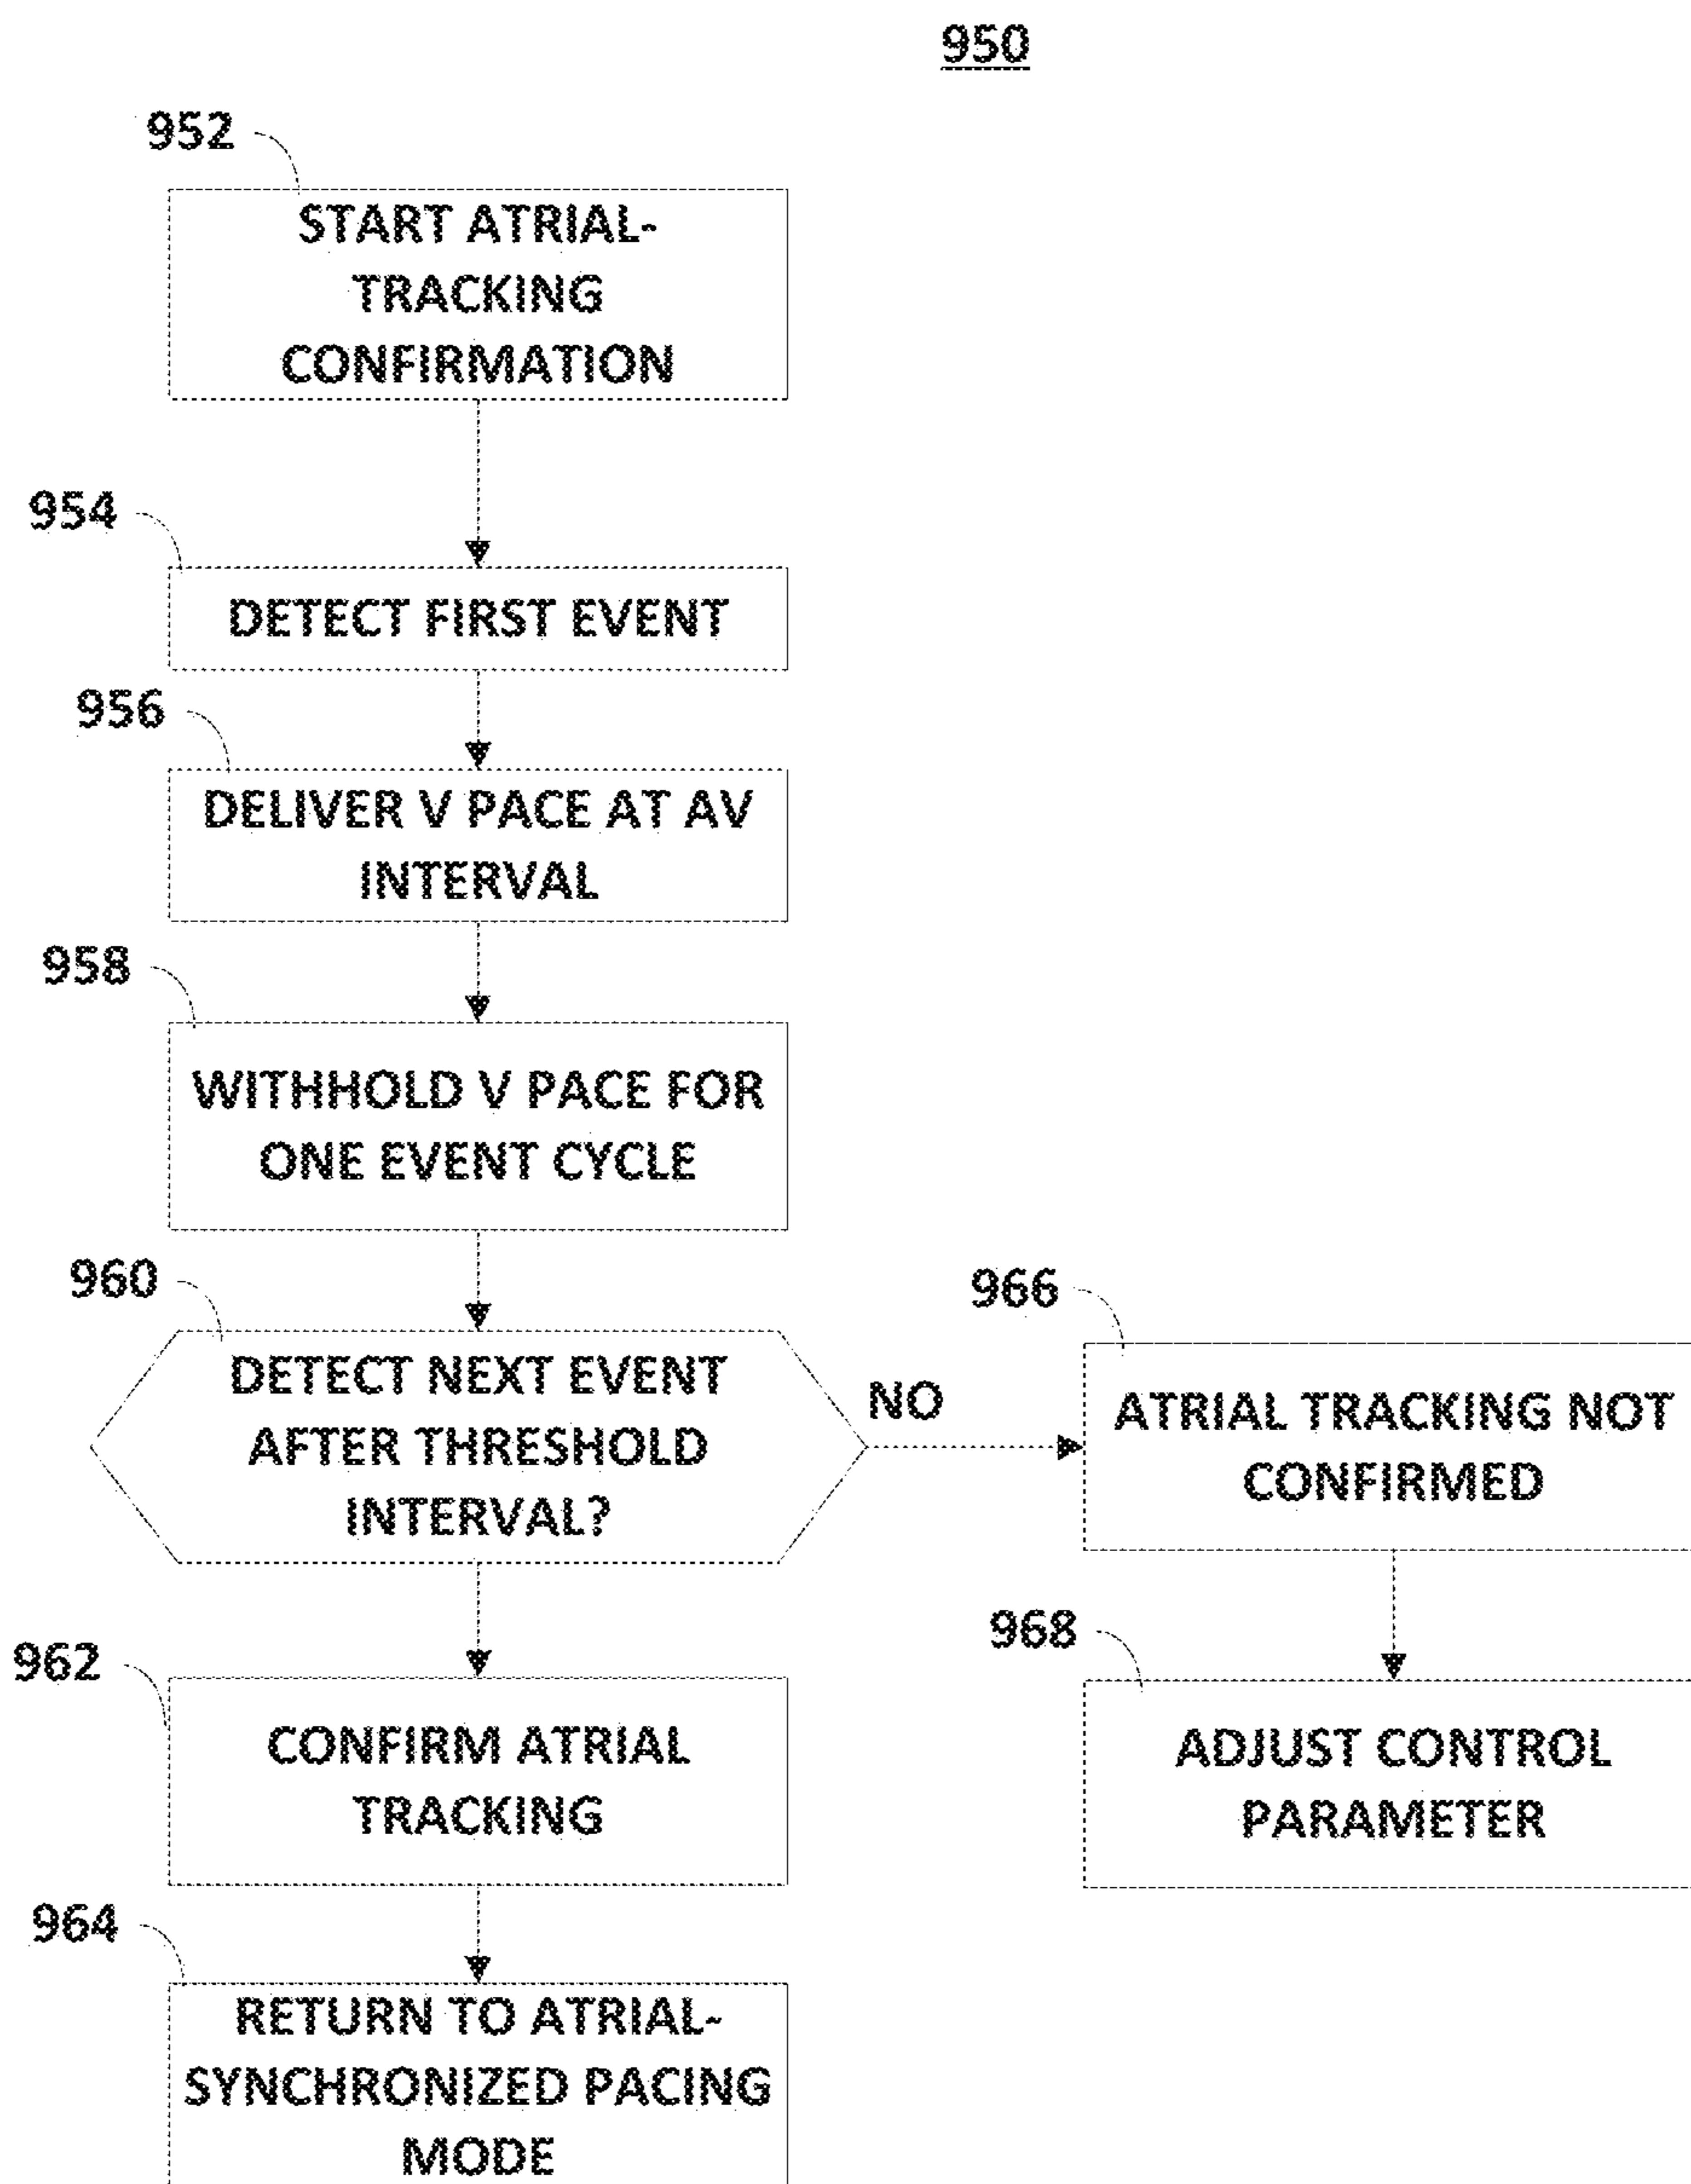 950
952
START ATRIAL-
TRACKING
CONFIRMATION
954
DETECT FIRST EVENT
956
DELIVER V PACE AT AV
INTERVAL
958
WITHHOLD V PACE FOR
ONE EVENT CYCLE
960
DETECT NEXT EVENT
AFTER THRESHOLD
INTERVAL?
NO
966
ATRIAL TRACKING NOT
CONFIRMED
962
CONFIRM ATRIAL
TRACKING
968
ADJUST CONTROL
PARAMETER
964
RETURN TO ATRIAL-
SYNCHRONIZED PACING
MODE